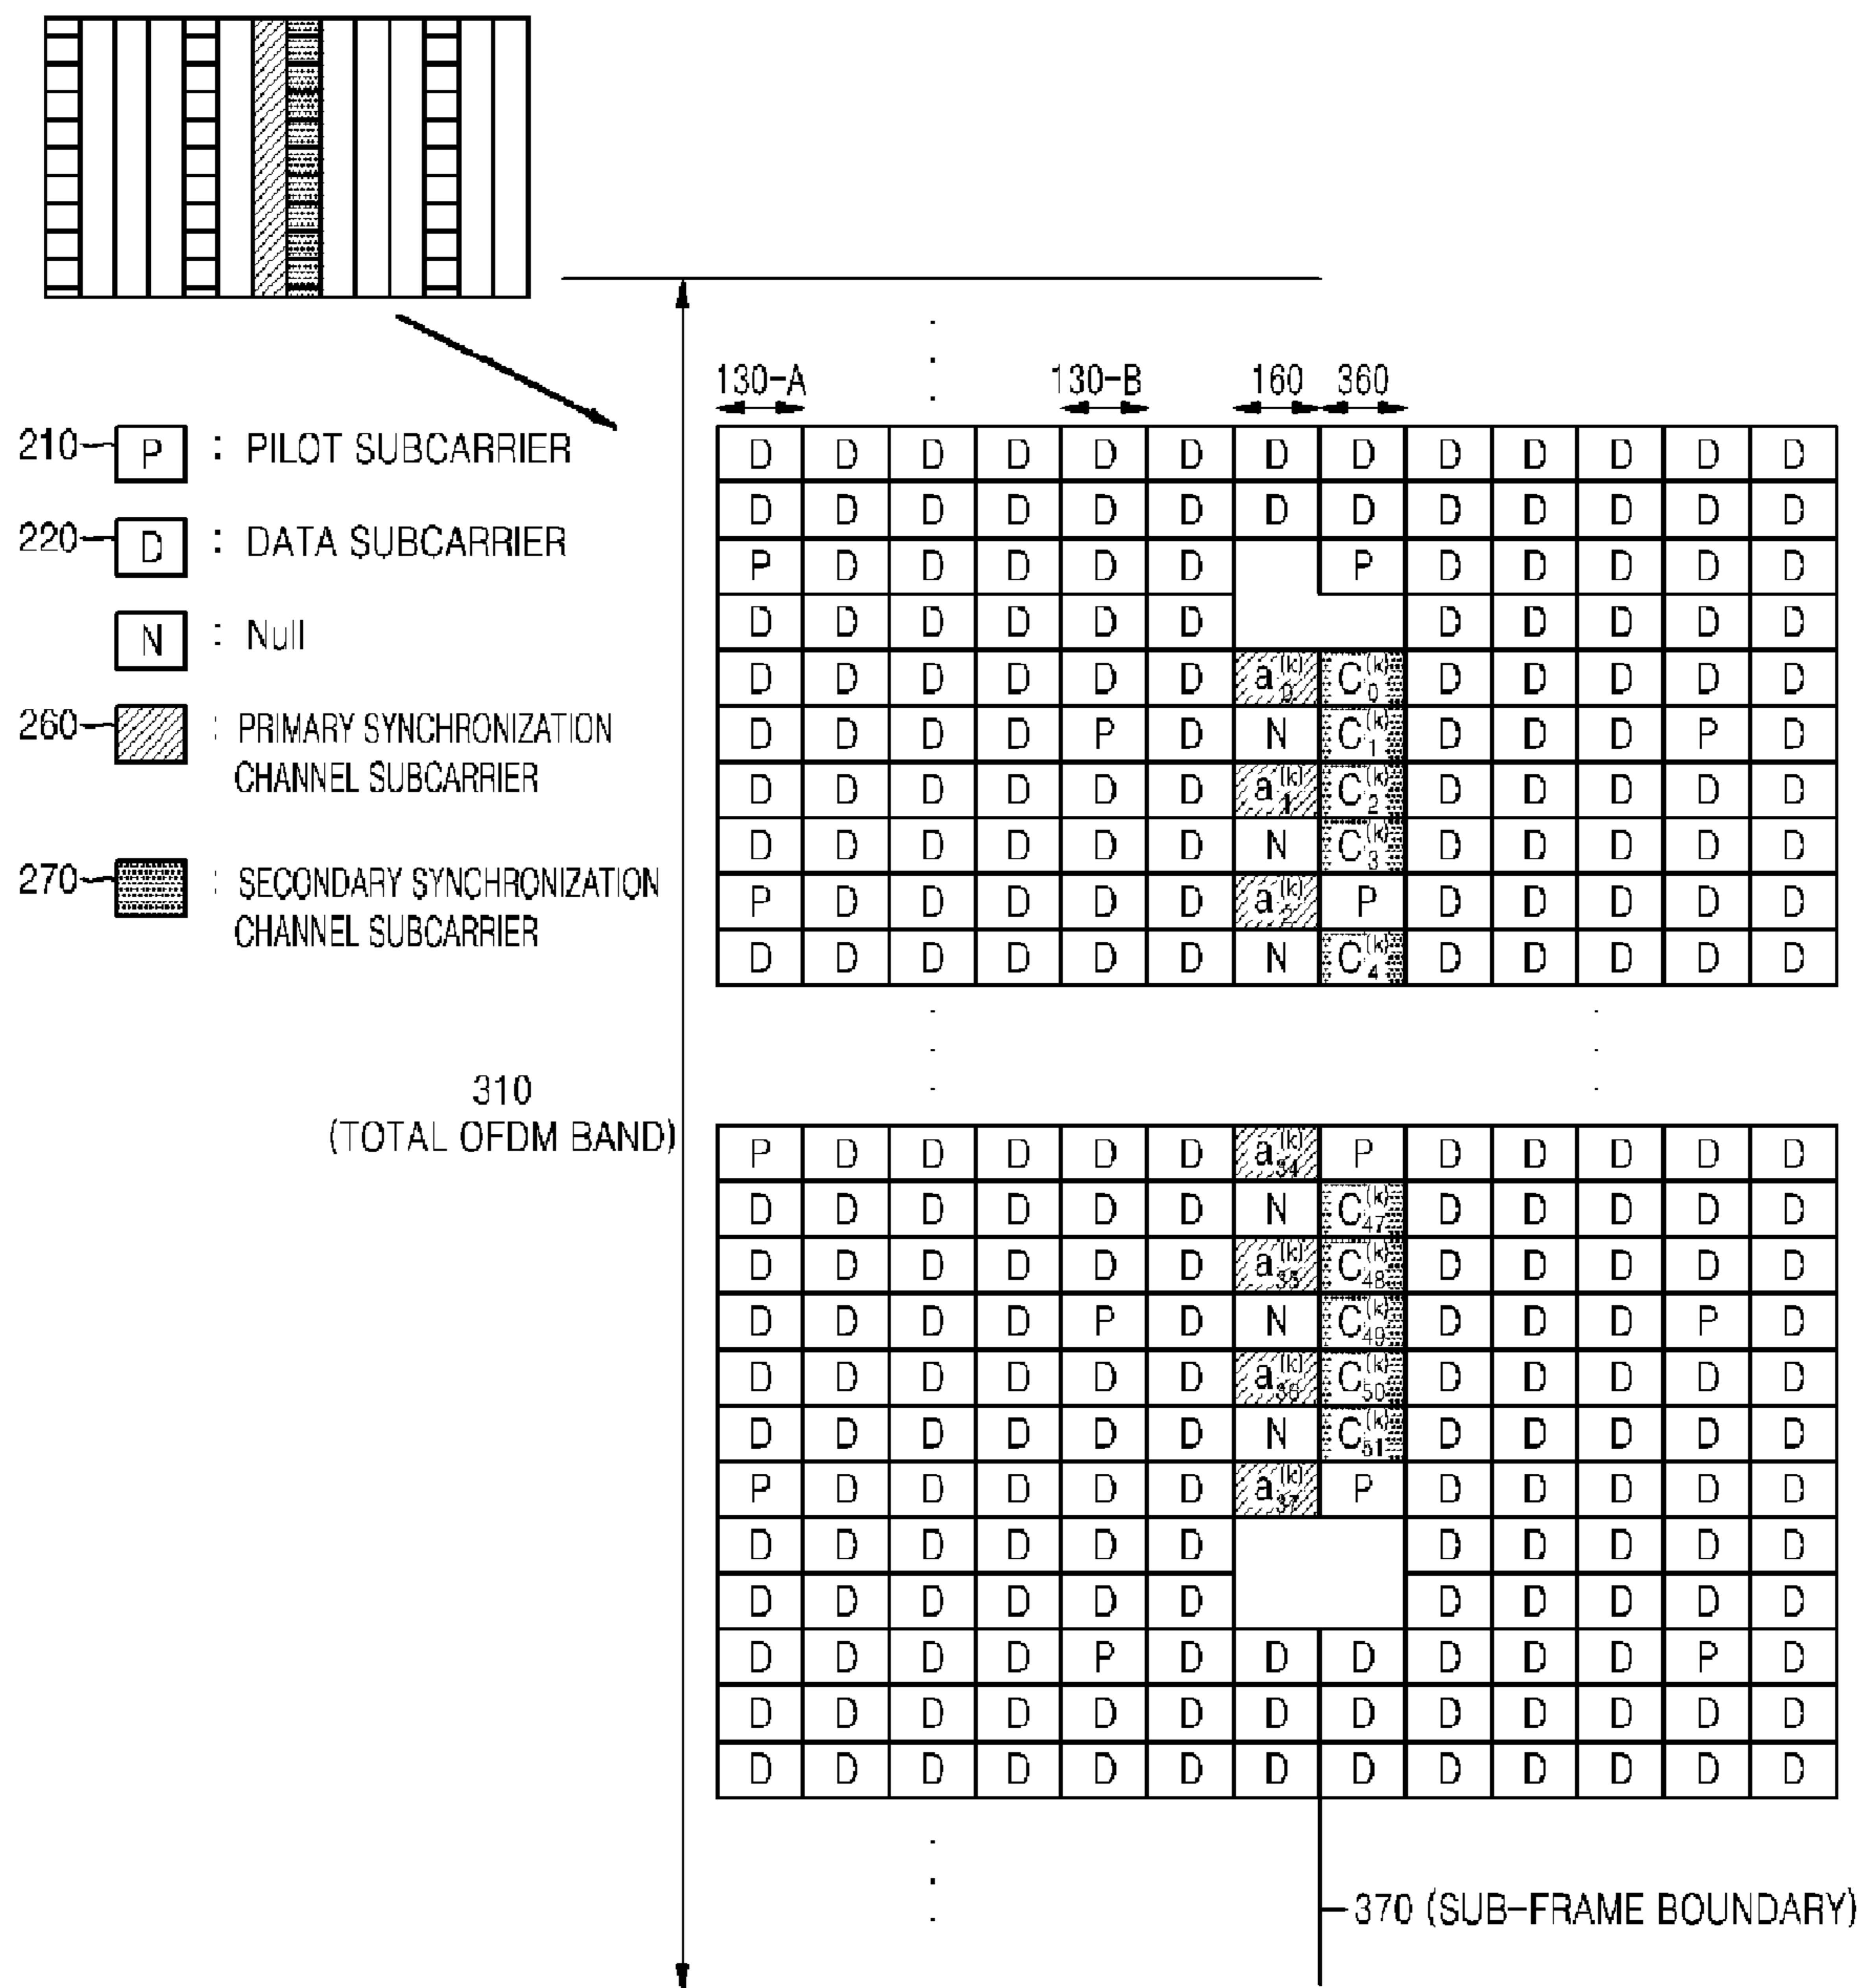 130-A 130-B 160 360
210 P : PILOT SUBCARRIER
220 D : DATA SUBCARRIER
N : Null
260 : PRIMARY SYNCHRONIZATION
CHANNEL SUBCARRIER
270 : SECONDARY SYNCHRONIZATION
CHANNEL SUBCARRIER
D D D D D D D D D D D D D
D D D D D D D D D D D D D
P D D D D D P D D D D D
D D D D D D D D D D D
D D D D D D a₀^(k) C₀^(k) D D D D D
D D D D P D N C₁^(k) D D D P D
D D D D D D a₁^(k) C₂^(k) D D D D D
D D D D D D N C₃^(k) D D D D D
P D D D D D a₂^(k) P D D D D D
D D D D D D N C₄^(k) D D D D D
310
(TOTAL OFDM BAND)
P D D D D D a₃₄^(k) P D D D D D
D D D D D D N C₄₇^(k) D D D D D
D D D D D D a₃₅^(k) C₄₈^(k) D D D D D
D D D D P D N C₄₉^(k) D D D P D
D D D D D D a₃₆^(k) C₅₀^(k) D D D D D
D D D D D D N C₅₁^(k) D D D D D
P D D D D D a₃₇^(k) P D D D D D
D D D D D D D D D D D
D D D D D D D D D D D
D D D D P D D D D D D P D
D D D D D D D D D D D D D
D D D D D D D D D D D D D
370 (SUB-FRAME BOUNDARY)